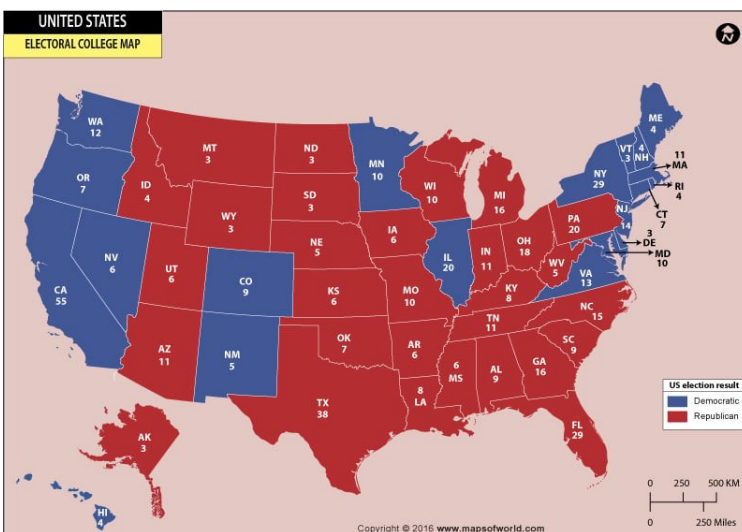 UNITED STATES
ELECTORAL COLLEGE MAP
N
WA
12
OR
7
CA
55
NV
6
ID
4
MT
3
WY
3
UT
6
AZ
11
CO
9
NM
5
ND
3
SD
3
NE
5
KS
6
OK
7
TX
38
MN
10
IA
6
MO
10
AR
6
8
LA
WI
10
IL
20
MI
16
IN
11
OH
18
KY
8
TN
11
6
MS
AL
9
GA
16
FL
29
SC
9
NC
15
VA
13
WV
5
PA
20
NY
29
VT
3
4
NH
ME
4
11
MA
RI
4
CT
7
NJ
14
3
DE
MD
10
AK
3
HI
4
US election result
Democratic
Republican
0 250 500 KM
0 250 Miles
Copyright © 2016 www.mapsofworld.com